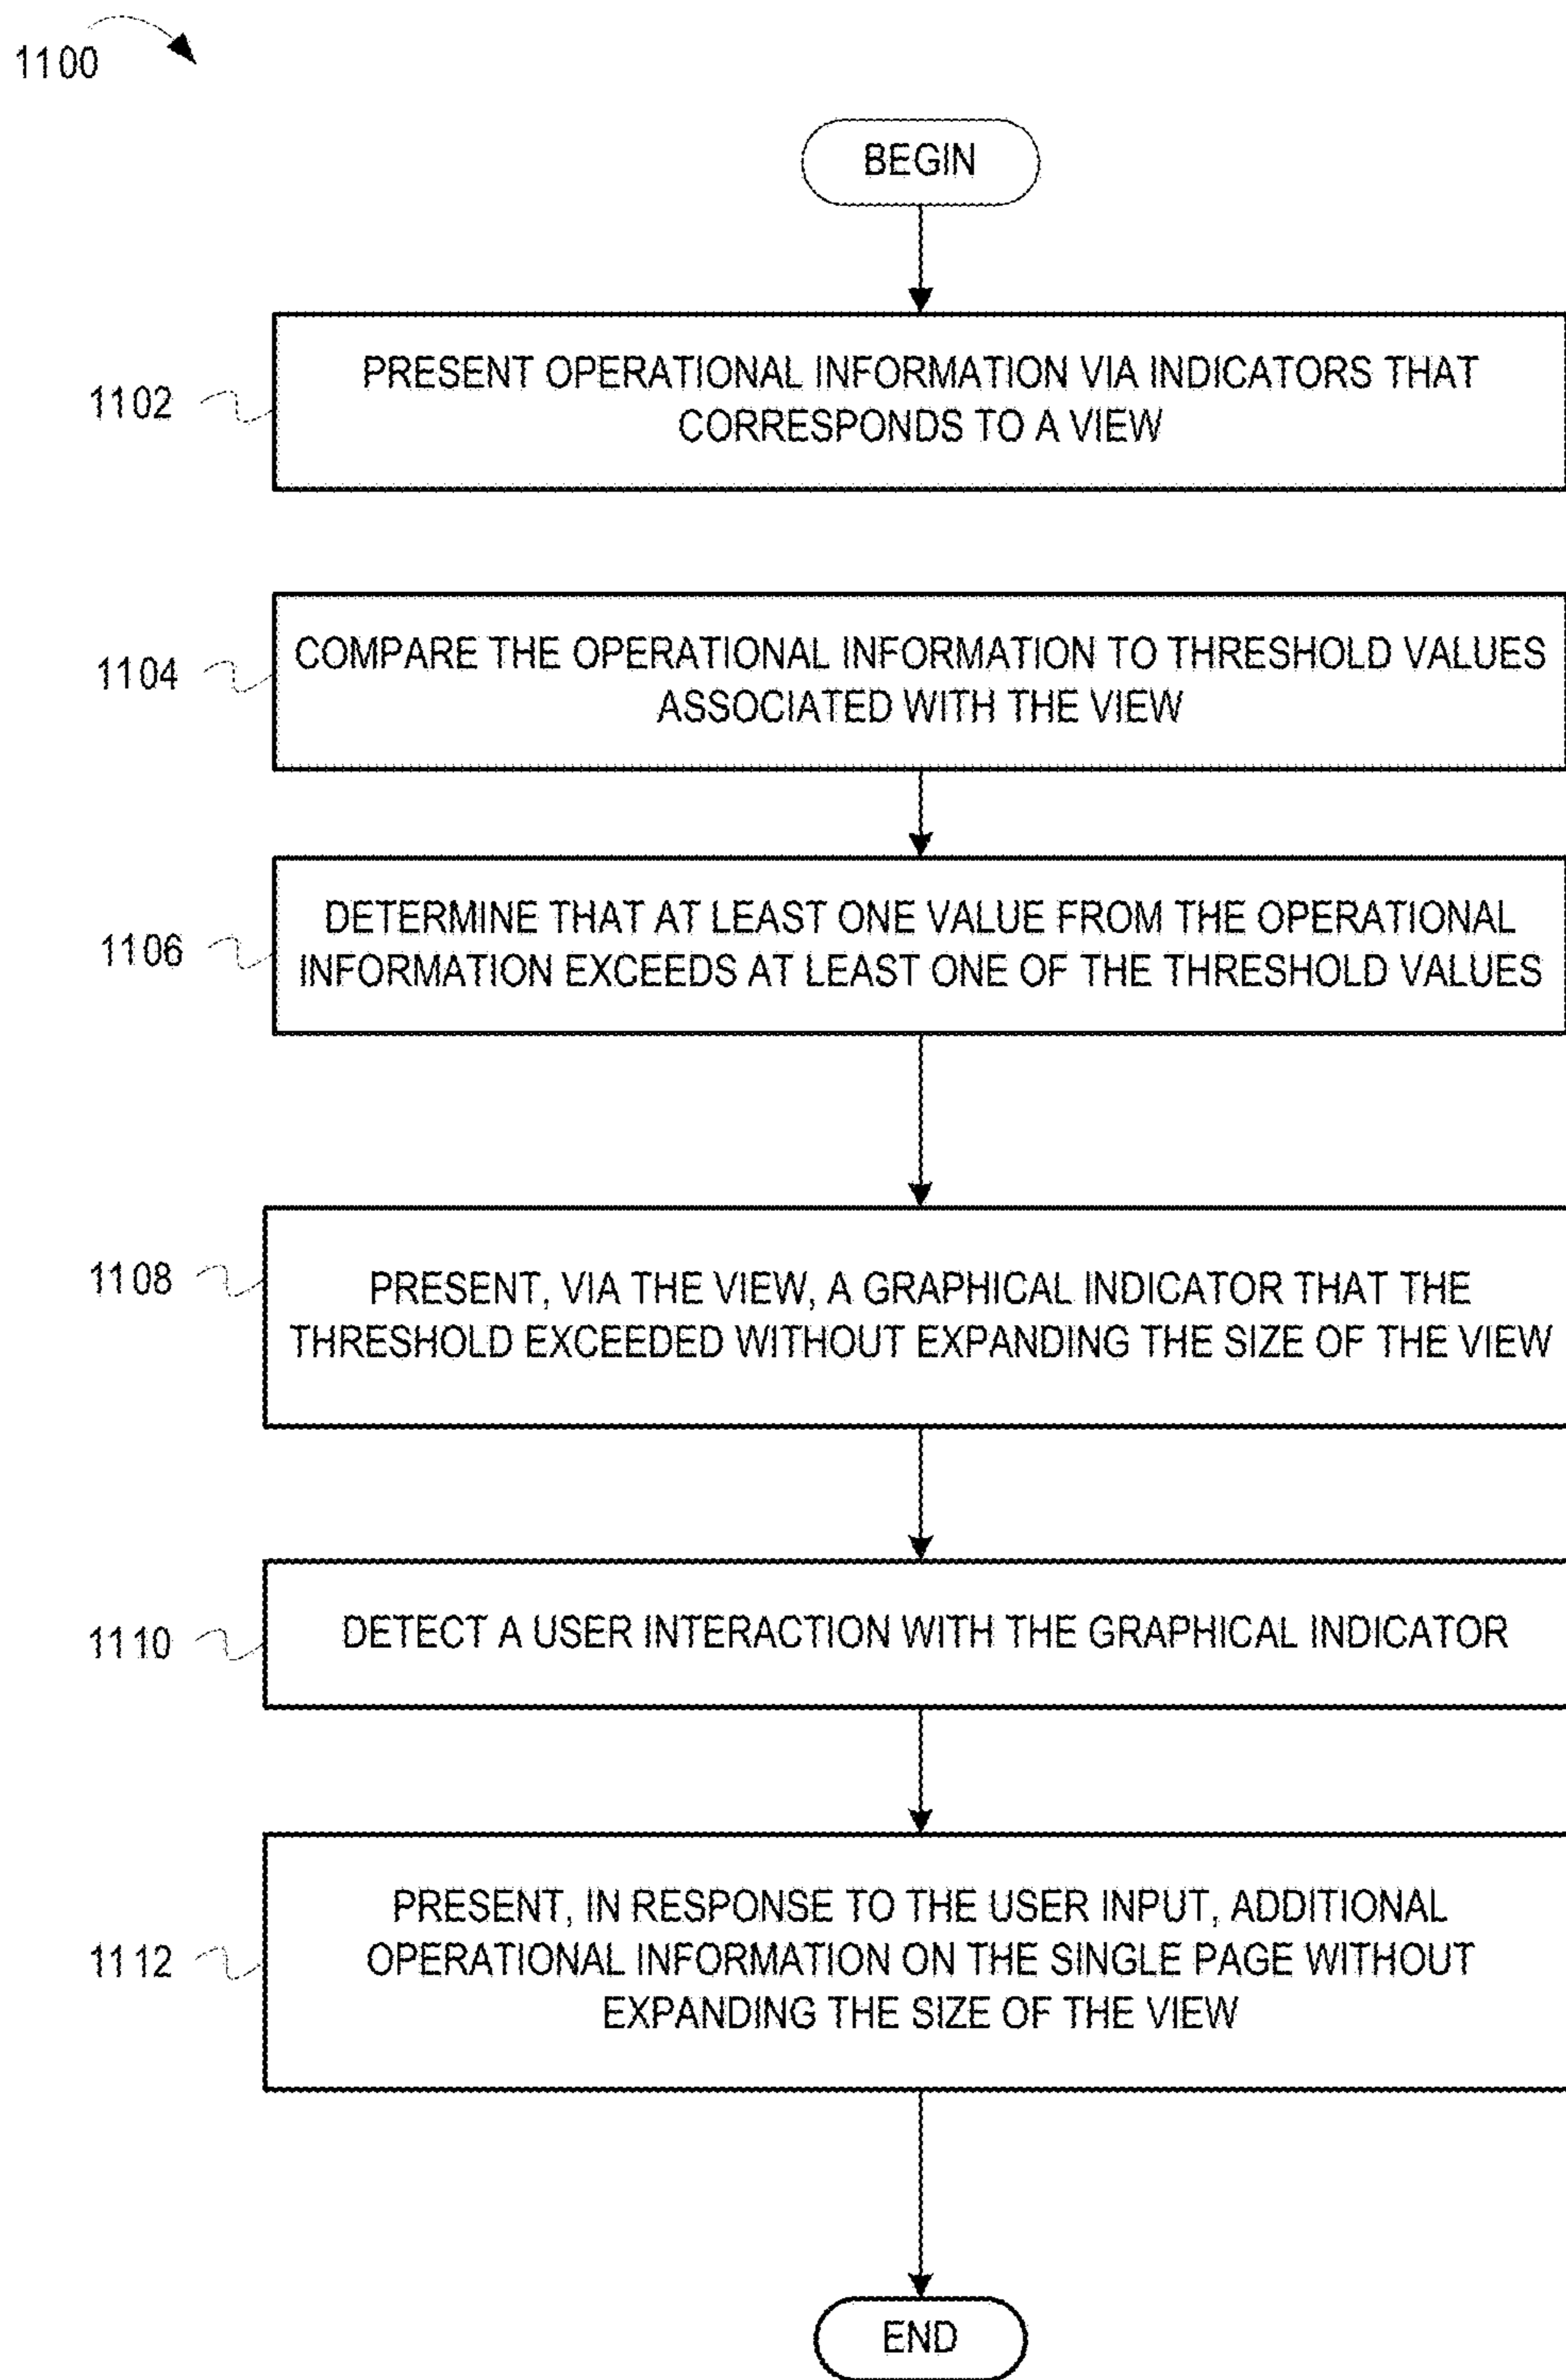 1100
BEGIN
1102
PRESENT OPERATIONAL INFORMATION VIA INDICATORS THAT
CORRESPONDS TO A VIEW
1104
COMPARE THE OPERATIONAL INFORMATION TO THRESHOLD VALUES
ASSOCIATED WITH THE VIEW
1106
DETERMINE THAT AT LEAST ONE VALUE FROM THE OPERATIONAL
INFORMATION EXCEEDS AT LEAST ONE OF THE THRESHOLD VALUES
1108
PRESENT, VIA THE VIEW, A GRAPHICAL INDICATOR THAT THE
THRESHOLD EXCEEDED WITHOUT EXPANDING THE SIZE OF THE VIEW
1110
DETECT A USER INTERACTION WITH THE GRAPHICAL INDICATOR
1112
PRESENT, IN RESPONSE TO THE USER INPUT, ADDITIONAL
OPERATIONAL INFORMATION ON THE SINGLE PAGE WITHOUT
EXPANDING THE SIZE OF THE VIEW
END